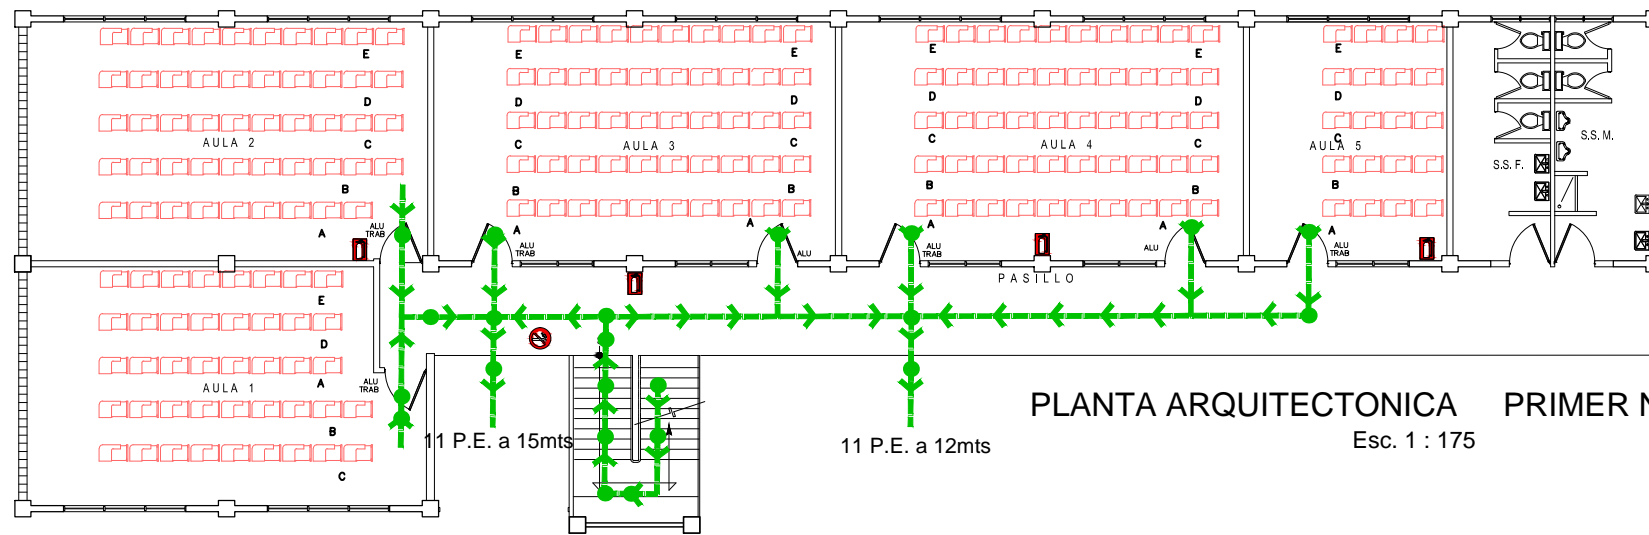 E
E
E
E
E
D
D
D
D
D
AULA 2
C
C
AULA 3
C
C
AULA 4
C
C
AULA 5
S.S.F.
S.S.M.
B
B
B
B
B
B
A
ALU
TRAB
A
ALU
TRAB
A
ALU
A
ALU
TRAB
A
ALU
A
ALU
TRAB
PASILLO
E
D
A
AULA 1
ALU
TRAB
B
C
11 P.E. a 15mts
11 P.E. a 12mts
PLANTA ARQUITECTONICA PRIMER N
Esc. 1 : 175